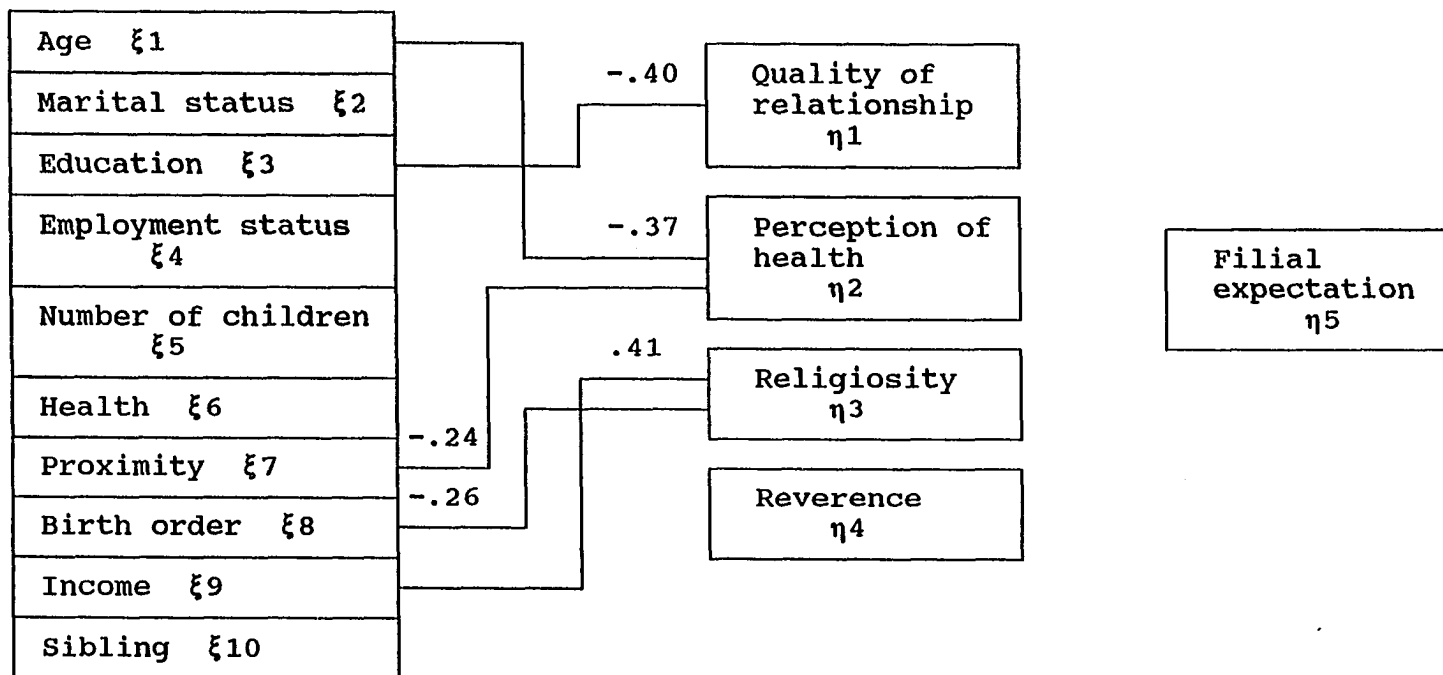 Age ξ1
Marital status ξ2
Education ξ3
Employment status
ξ4
Number of children
ξ5
Health ξ6
Proximity ξ7
Birth order ξ8
Income ξ9
Sibling ξ10
-.40
-.37
.41
-.24
-.26
Quality of
relationship
η1
Perception of
health
η2
Religiosity
η3
Reverence
η4
Filial
expectation
η5